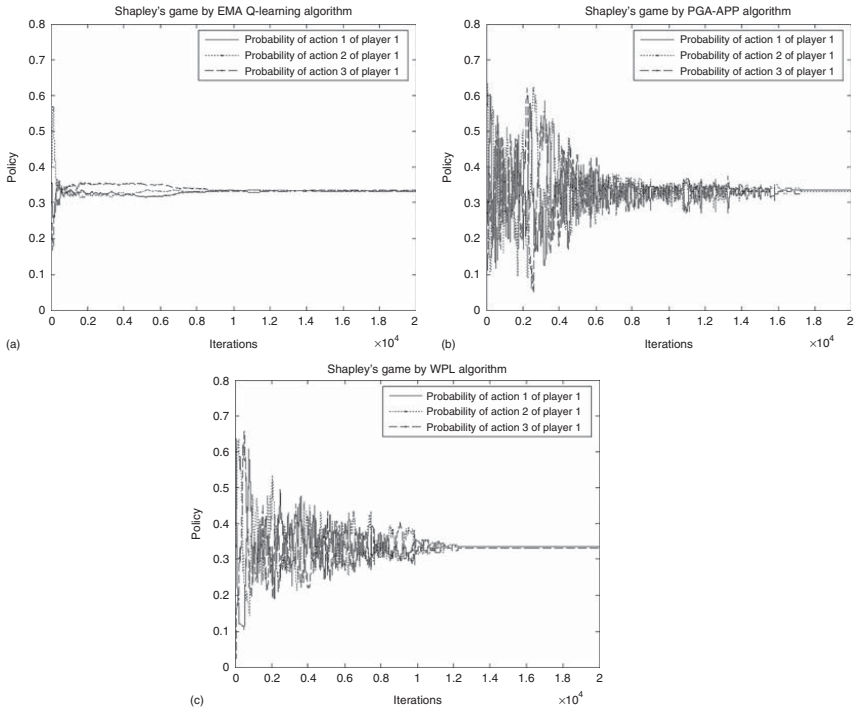 Shapley's game by EMA Q-learning algorithm
Probability of action 1 of player 1
Probability of action 2 of player 1
Probability of action 3 of player 1
Policy
0.8
0.7
0.6
0.5
0.4
0.3
0.2
0.1
0
0 0.2 0.4 0.6 0.8 1 1.2 1.4 1.6 1.8 2
(a)
Iterations
×10⁴
Shapley's game by PGA-APP algorithm
Probability of action 1 of player 1
Probability of action 2 of player 1
Probability of action 3 of player 1
Policy
0.8
0.7
0.6
0.5
0.4
0.3
0.2
0.1
0
0 0.2 0.4 0.6 0.8 1 1.2 1.4 1.6 1.8 2
(b)
Iterations
×10⁴
Shapley's game by WPL algorithm
Probability of action 1 of player 1
Probability of action 2 of player 1
Probability of action 3 of player 1
Policy
0.8
0.7
0.6
0.5
0.4
0.3
0.2
0.1
0
0 0.2 0.4 0.6 0.8 1 1.2 1.4 1.6 1.8 2
(c)
Iterations
×10⁴